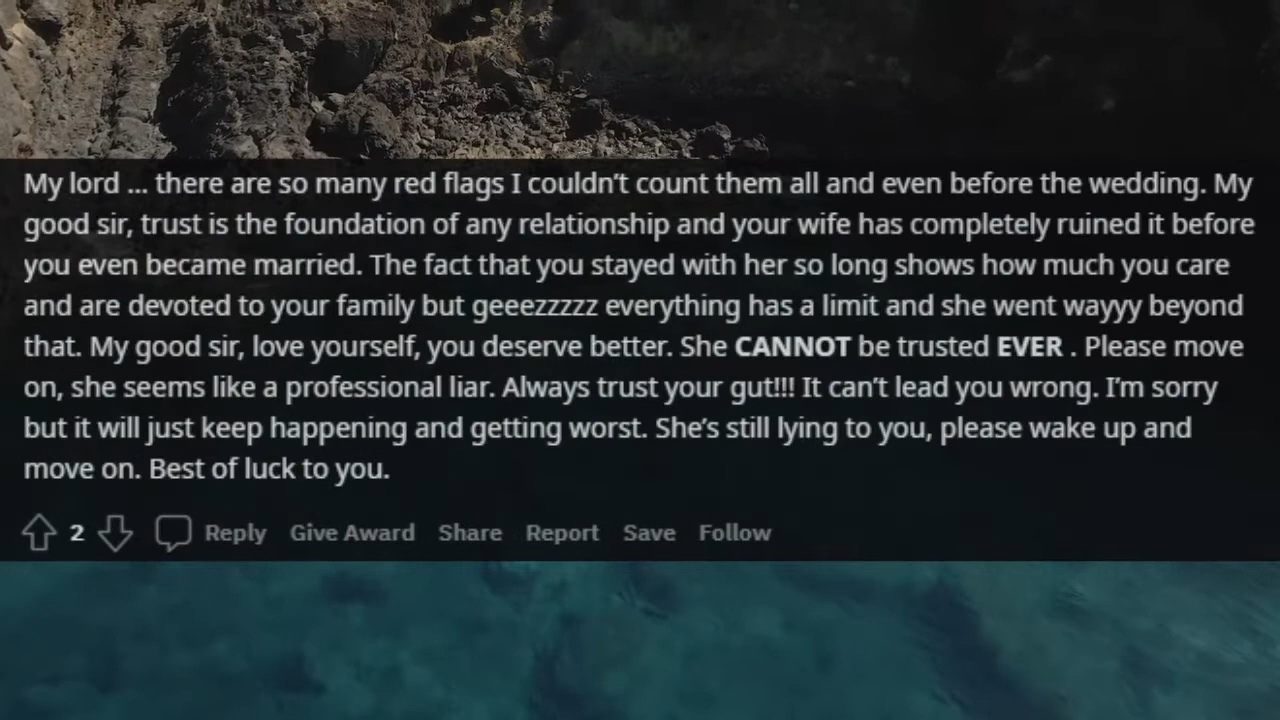 My lord ... there are so many red flags I couldn't count them all and even before the wedding. My
good sir, trust is the foundation of any relationship and your wife has completely ruined it before
you even became married. The fact that you stayed with her so long shows how much you care
and are devoted to your family but geeezzzzz everything has a limit and she went wayyy beyond
that. My good sir, love yourself, you deserve better. She CANNOT be trusted EVER . Please move
on, she seems like a professional liar. Always trust your gut!!! It can't lead you wrong. I'm sorry
but it will just keep happening and getting worst. She's still lying to you, please wake up and
move on. Best of luck to you.
2 Reply Give Award Share Report Save Follow